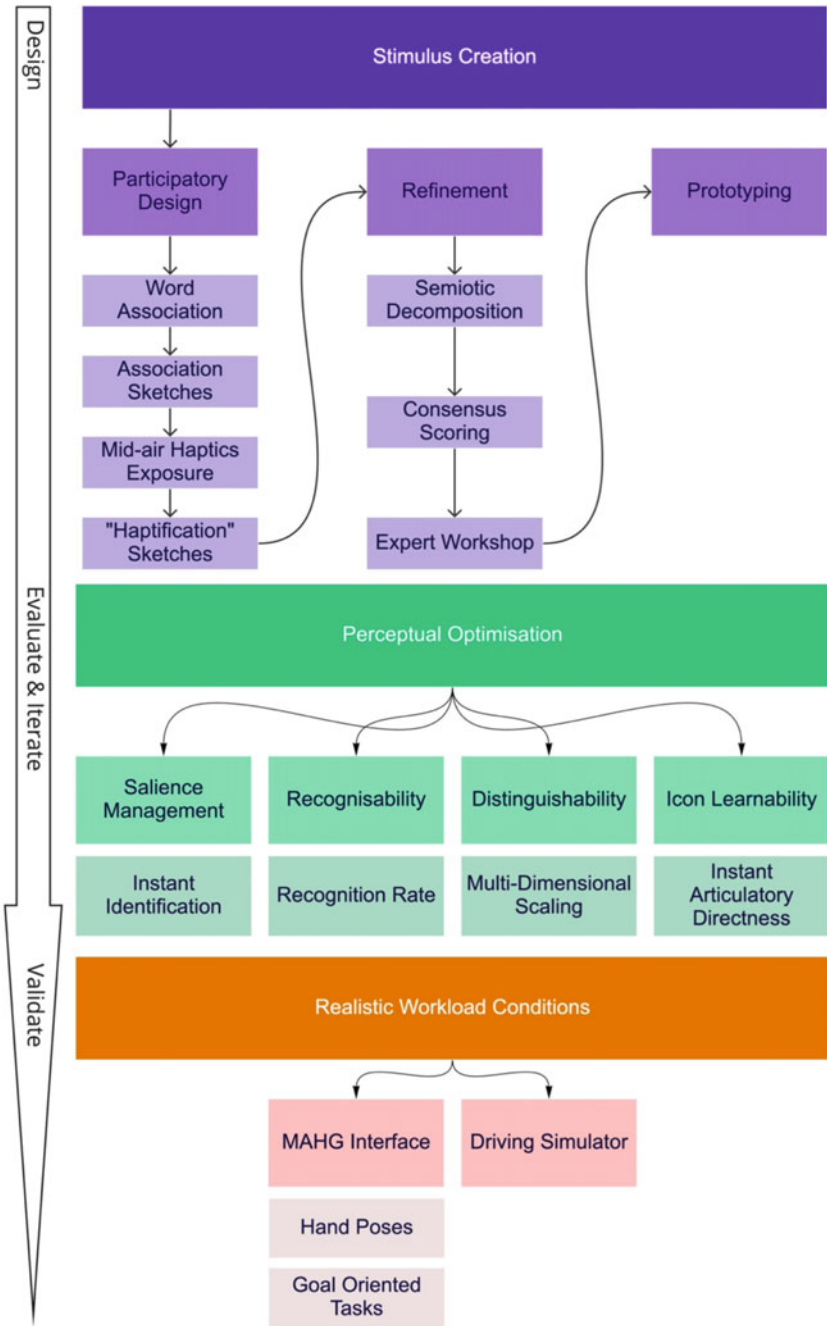 Design
Stimulus Creation
Participatory
Design
Refinement
Prototyping
Word
Association
Semiotic
Decomposition
Association
Sketches
Consensus
Scoring
Mid-air Haptics
Exposure
"Haptification"
Sketches
Expert Workshop
Evaluate & Iterate
Perceptual Optimisation
Salience
Management
Recognisability
Distinguishability
Icon Learnability
Instant
Identification
Recognition Rate
Multi-Dimensional
Scaling
Instant
Articulatory
Directness
Validate
Realistic Workload Conditions
MAHG Interface
Driving Simulator
Hand Poses
Goal Oriented
Tasks